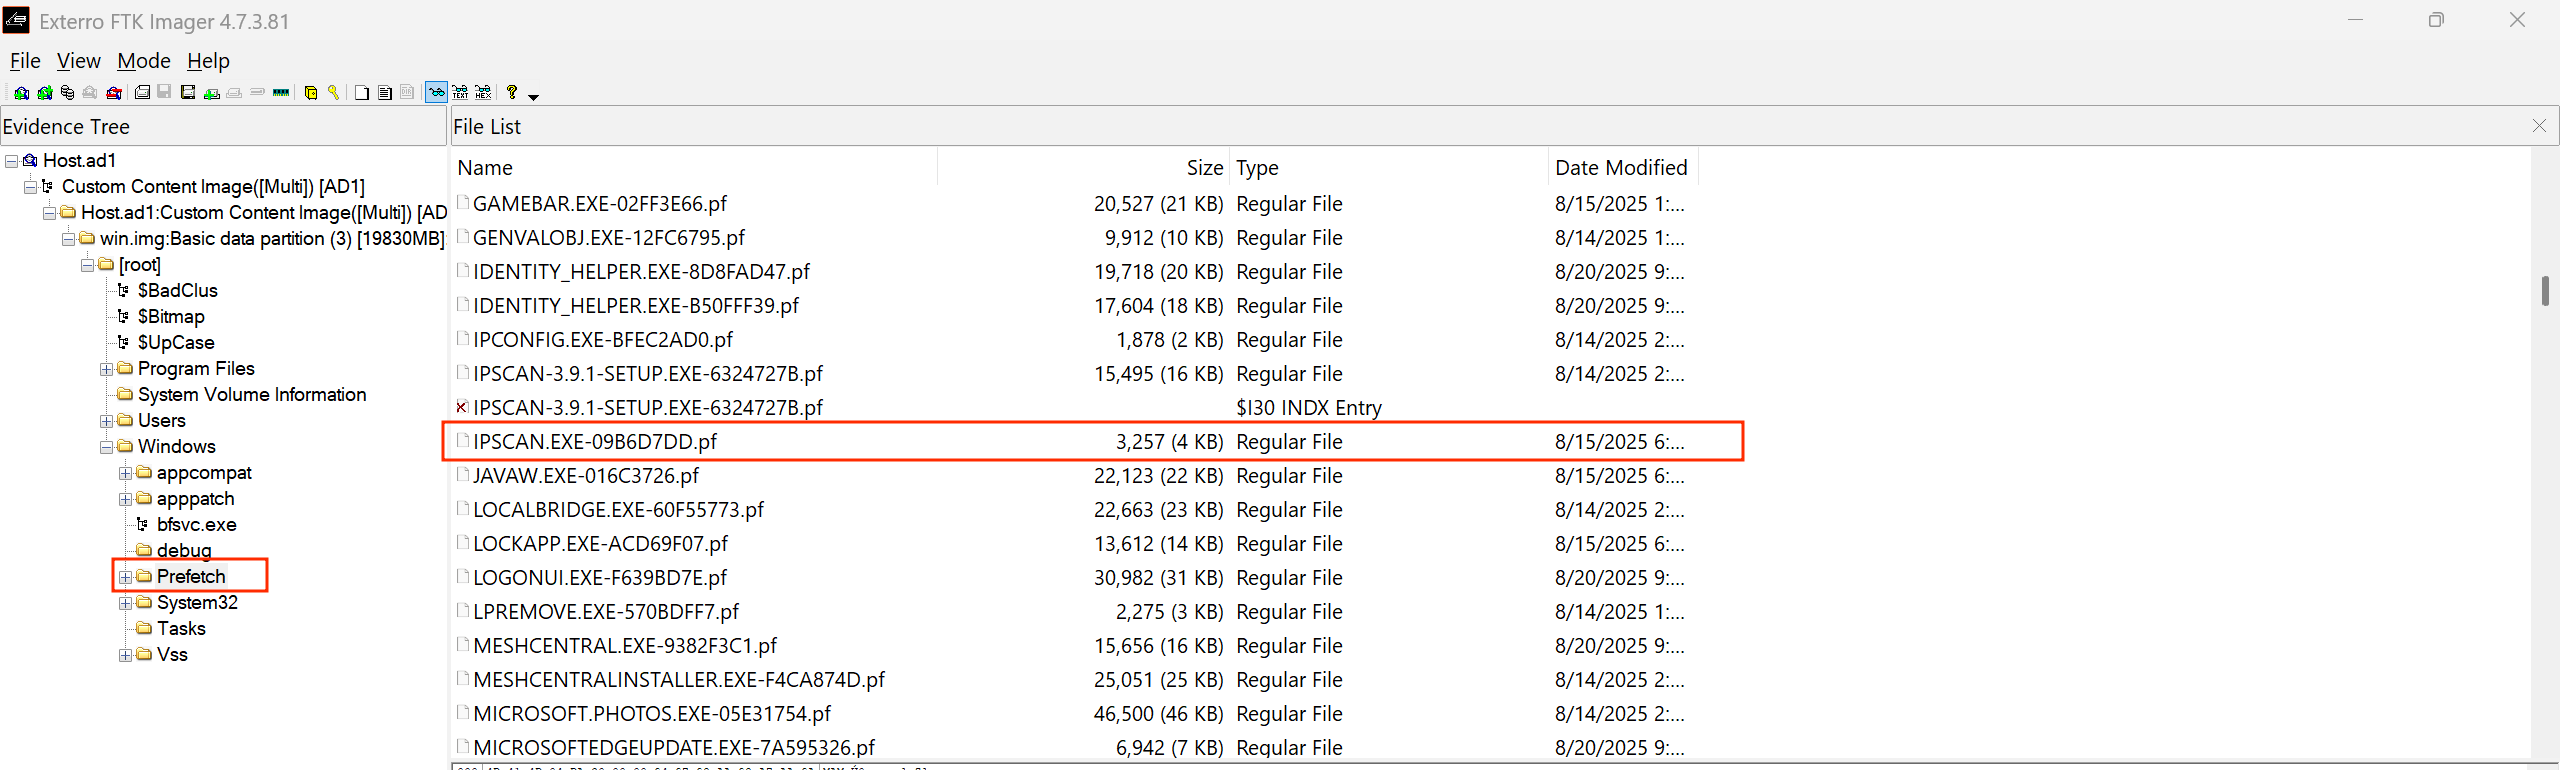 Exterro FTK Imager 4.7.3.81
File View Mode Help
Evidence Tree
Host.ad1
Custom Content Image([Multi]) [AD1]
Host.ad1:Custom Content Image([Multi]) [AD
win.img:Basic data partition (3) [19830MB]
[root]
$BadClus
$Bitmap
$UpCase
Program Files
System Volume Information
Users
Windows
appcompat
apppatch
bfsvc.exe
debug
Prefetch
System32
Tasks
Vss
File List
Name Size Type Date Modified
GAMEBAR.EXE-02FF3E66.pf 20,527 (21 KB) Regular File 8/15/2025 1:...
GENVALOBJ.EXE-12FC6795.pf 9,912 (10 KB) Regular File 8/14/2025 1:...
IDENTITY_HELPER.EXE-8D8FAD47.pf 19,718 (20 KB) Regular File 8/20/2025 9:...
IDENTITY_HELPER.EXE-B50FFF39.pf 17,604 (18 KB) Regular File 8/20/2025 9:...
IPCONFIG.EXE-BFEC2AD0.pf 1,878 (2 KB) Regular File 8/14/2025 2:...
IPSCAN-3.9.1-SETUP.EXE-6324727B.pf 15,495 (16 KB) Regular File 8/14/2025 2:...
IPSCAN-3.9.1-SETUP.EXE-6324727B.pf $I30 INDX Entry
IPSCAN.EXE-09B6D7DD.pf 3,257 (4 KB) Regular File 8/15/2025 6:...
JAVAW.EXE-016C3726.pf 22,123 (22 KB) Regular File 8/15/2025 6:...
LOCALBRIDGE.EXE-60F55773.pf 22,663 (23 KB) Regular File 8/14/2025 2:...
LOCKAPP.EXE-ACD69F07.pf 13,612 (14 KB) Regular File 8/15/2025 6:...
LOGONUI.EXE-F639BD7E.pf 30,982 (31 KB) Regular File 8/20/2025 9:...
LPREMOVE.EXE-570BDFF7.pf 2,275 (3 KB) Regular File 8/14/2025 1:...
MESHCENTRAL.EXE-9382F3C1.pf 15,656 (16 KB) Regular File 8/20/2025 9:...
MESHCENTRALINSTALLER.EXE-F4CA874D.pf 25,051 (25 KB) Regular File 8/14/2025 2:...
MICROSOFT.PHOTOS.EXE-05E31754.pf 46,500 (46 KB) Regular File 8/14/2025 2:...
MICROSOFTEDGEUPDATE.EXE-7A595326.pf 6,942 (7 KB) Regular File 8/20/2025 9:...